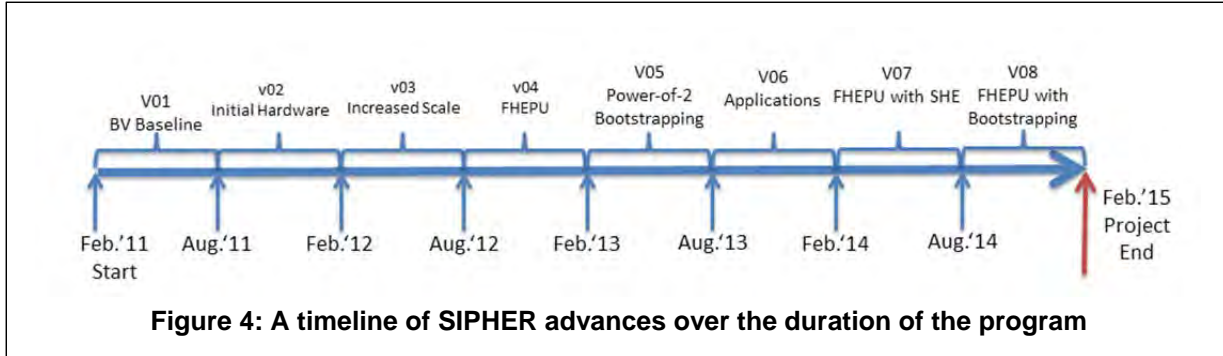 V01
BV Baseline
v02
Initial Hardware
v03
Increased Scale
v04
FHEPU
V05
Power-of-2
Bootstrapping
V06
Applications
V07
FHEPU with SHE
V08
FHEPU with
Bootstrapping
Feb.'11
Start
Aug.'11
Feb.'12
Aug.'12
Feb.'13
Aug.'13
Feb.'14
Aug.'14
Feb.'15
Project
End
Figure 4: A timeline of SIPHER advances over the duration of the program